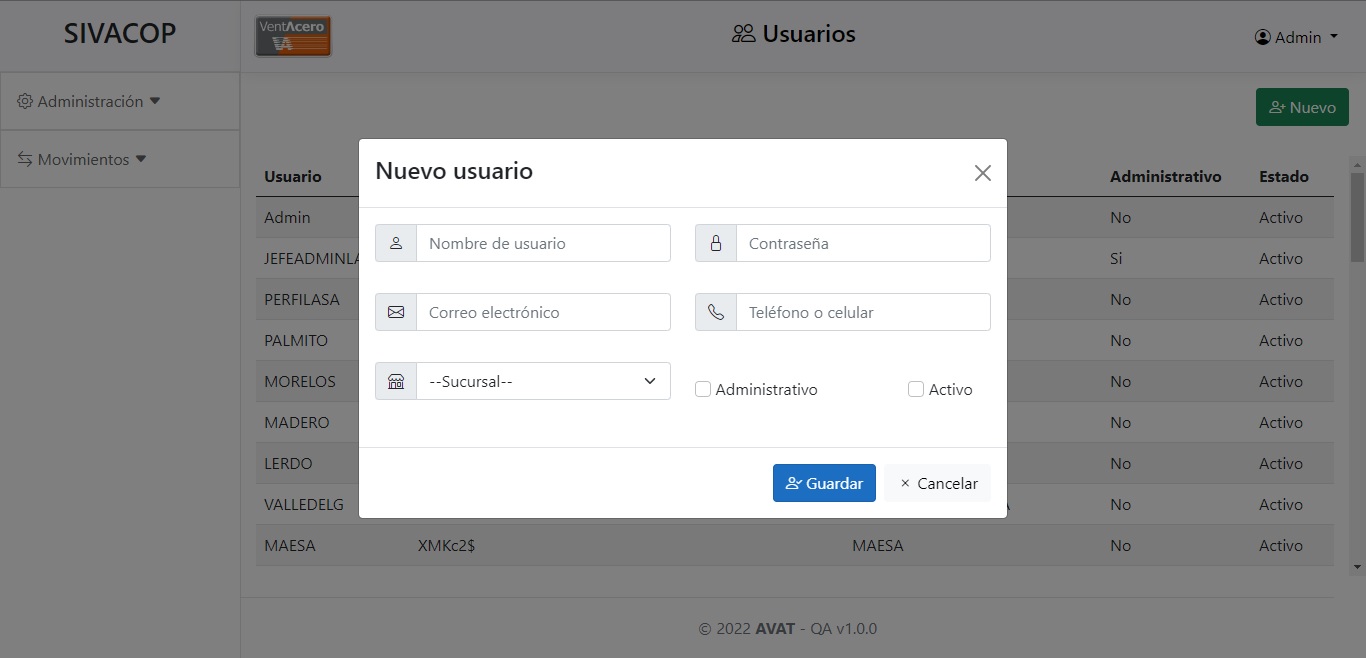 SIVACOP
VentAcero
VA
Usuarios
Admin
Administración
Movimientos
Nuevo
Usuario Administrativo Estado
Admin No Activo
JEFEADMINLA Si Activo
PERFILASA No Activo
PALMITO No Activo
MORELOS No Activo
MADERO No Activo
LERDO No Activo
VALLEDELG No Activo
MAESA XMKc2$ MAESA No Activo
Nuevo usuario
Nombre de usuario Contraseña
Correo electrónico Teléfono o celular
--Sucursal-- Administrativo Activo
Guardar × Cancelar
© 2022 AVAT - QA v1.0.0